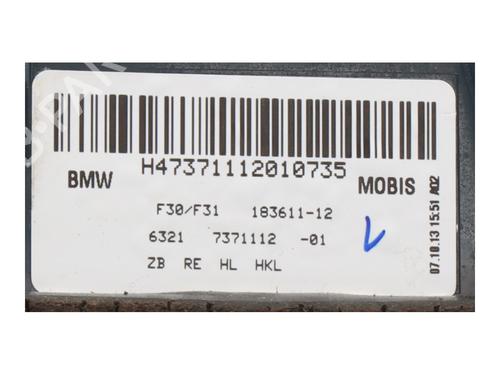 H47371112010735
BMW
MOBIS
F30/F31 183611-12
6321 7371112 -01
ZB RE HL HKL
07.10.13 15:51 A02